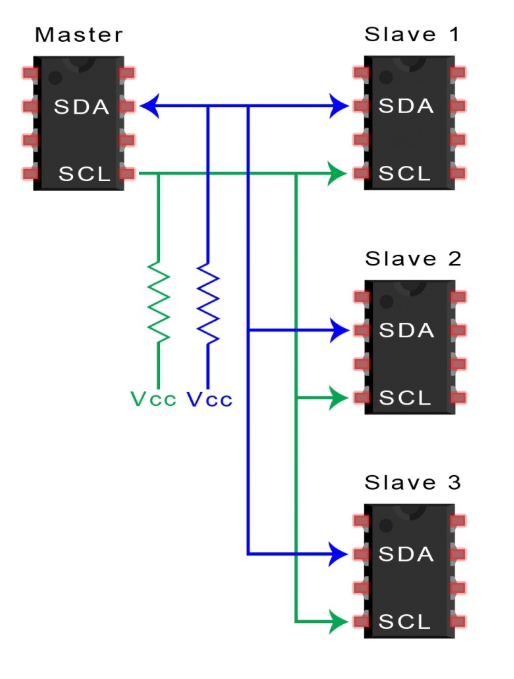 Master
Slave 1
SDA
SDA
SCL
SCL
Slave 2
SDA
Vcc Vcc
SCL
Slave 3
SDA
SCL